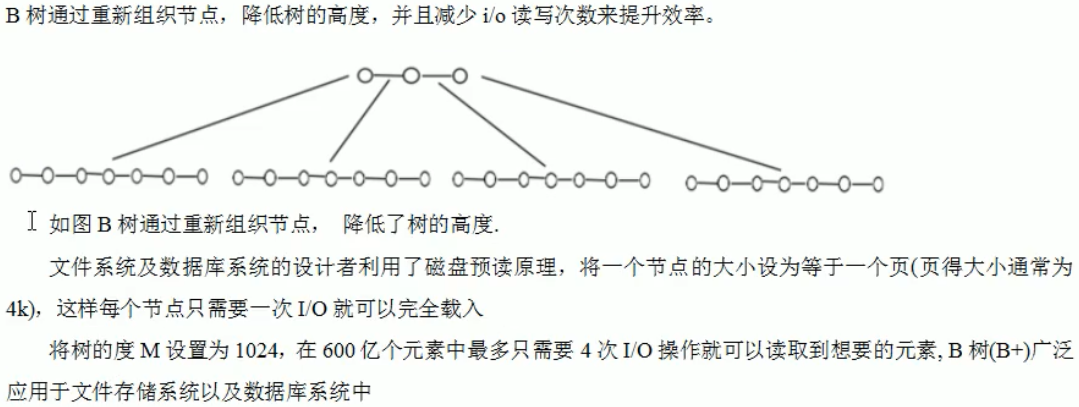 B 树通过重新组织节点，降低树的高度，并且减少 i/o 读写次数来提升效率。
如图 B 树通过重新组织节点， 降低了树的高度.
文件系统及数据库系统的设计者利用了磁盘预读原理，将一个节点的大小设为等于一个页(页得大小通常为
4k)，这样每个节点只需要一次 I/O 就可以完全载入
将树的度 M 设置为 1024，在 600 亿个元素中最多只需要 4 次 I/O 操作就可以读取到想要的元素, B 树(B+)广泛
应用于文件存储系统以及数据库系统中